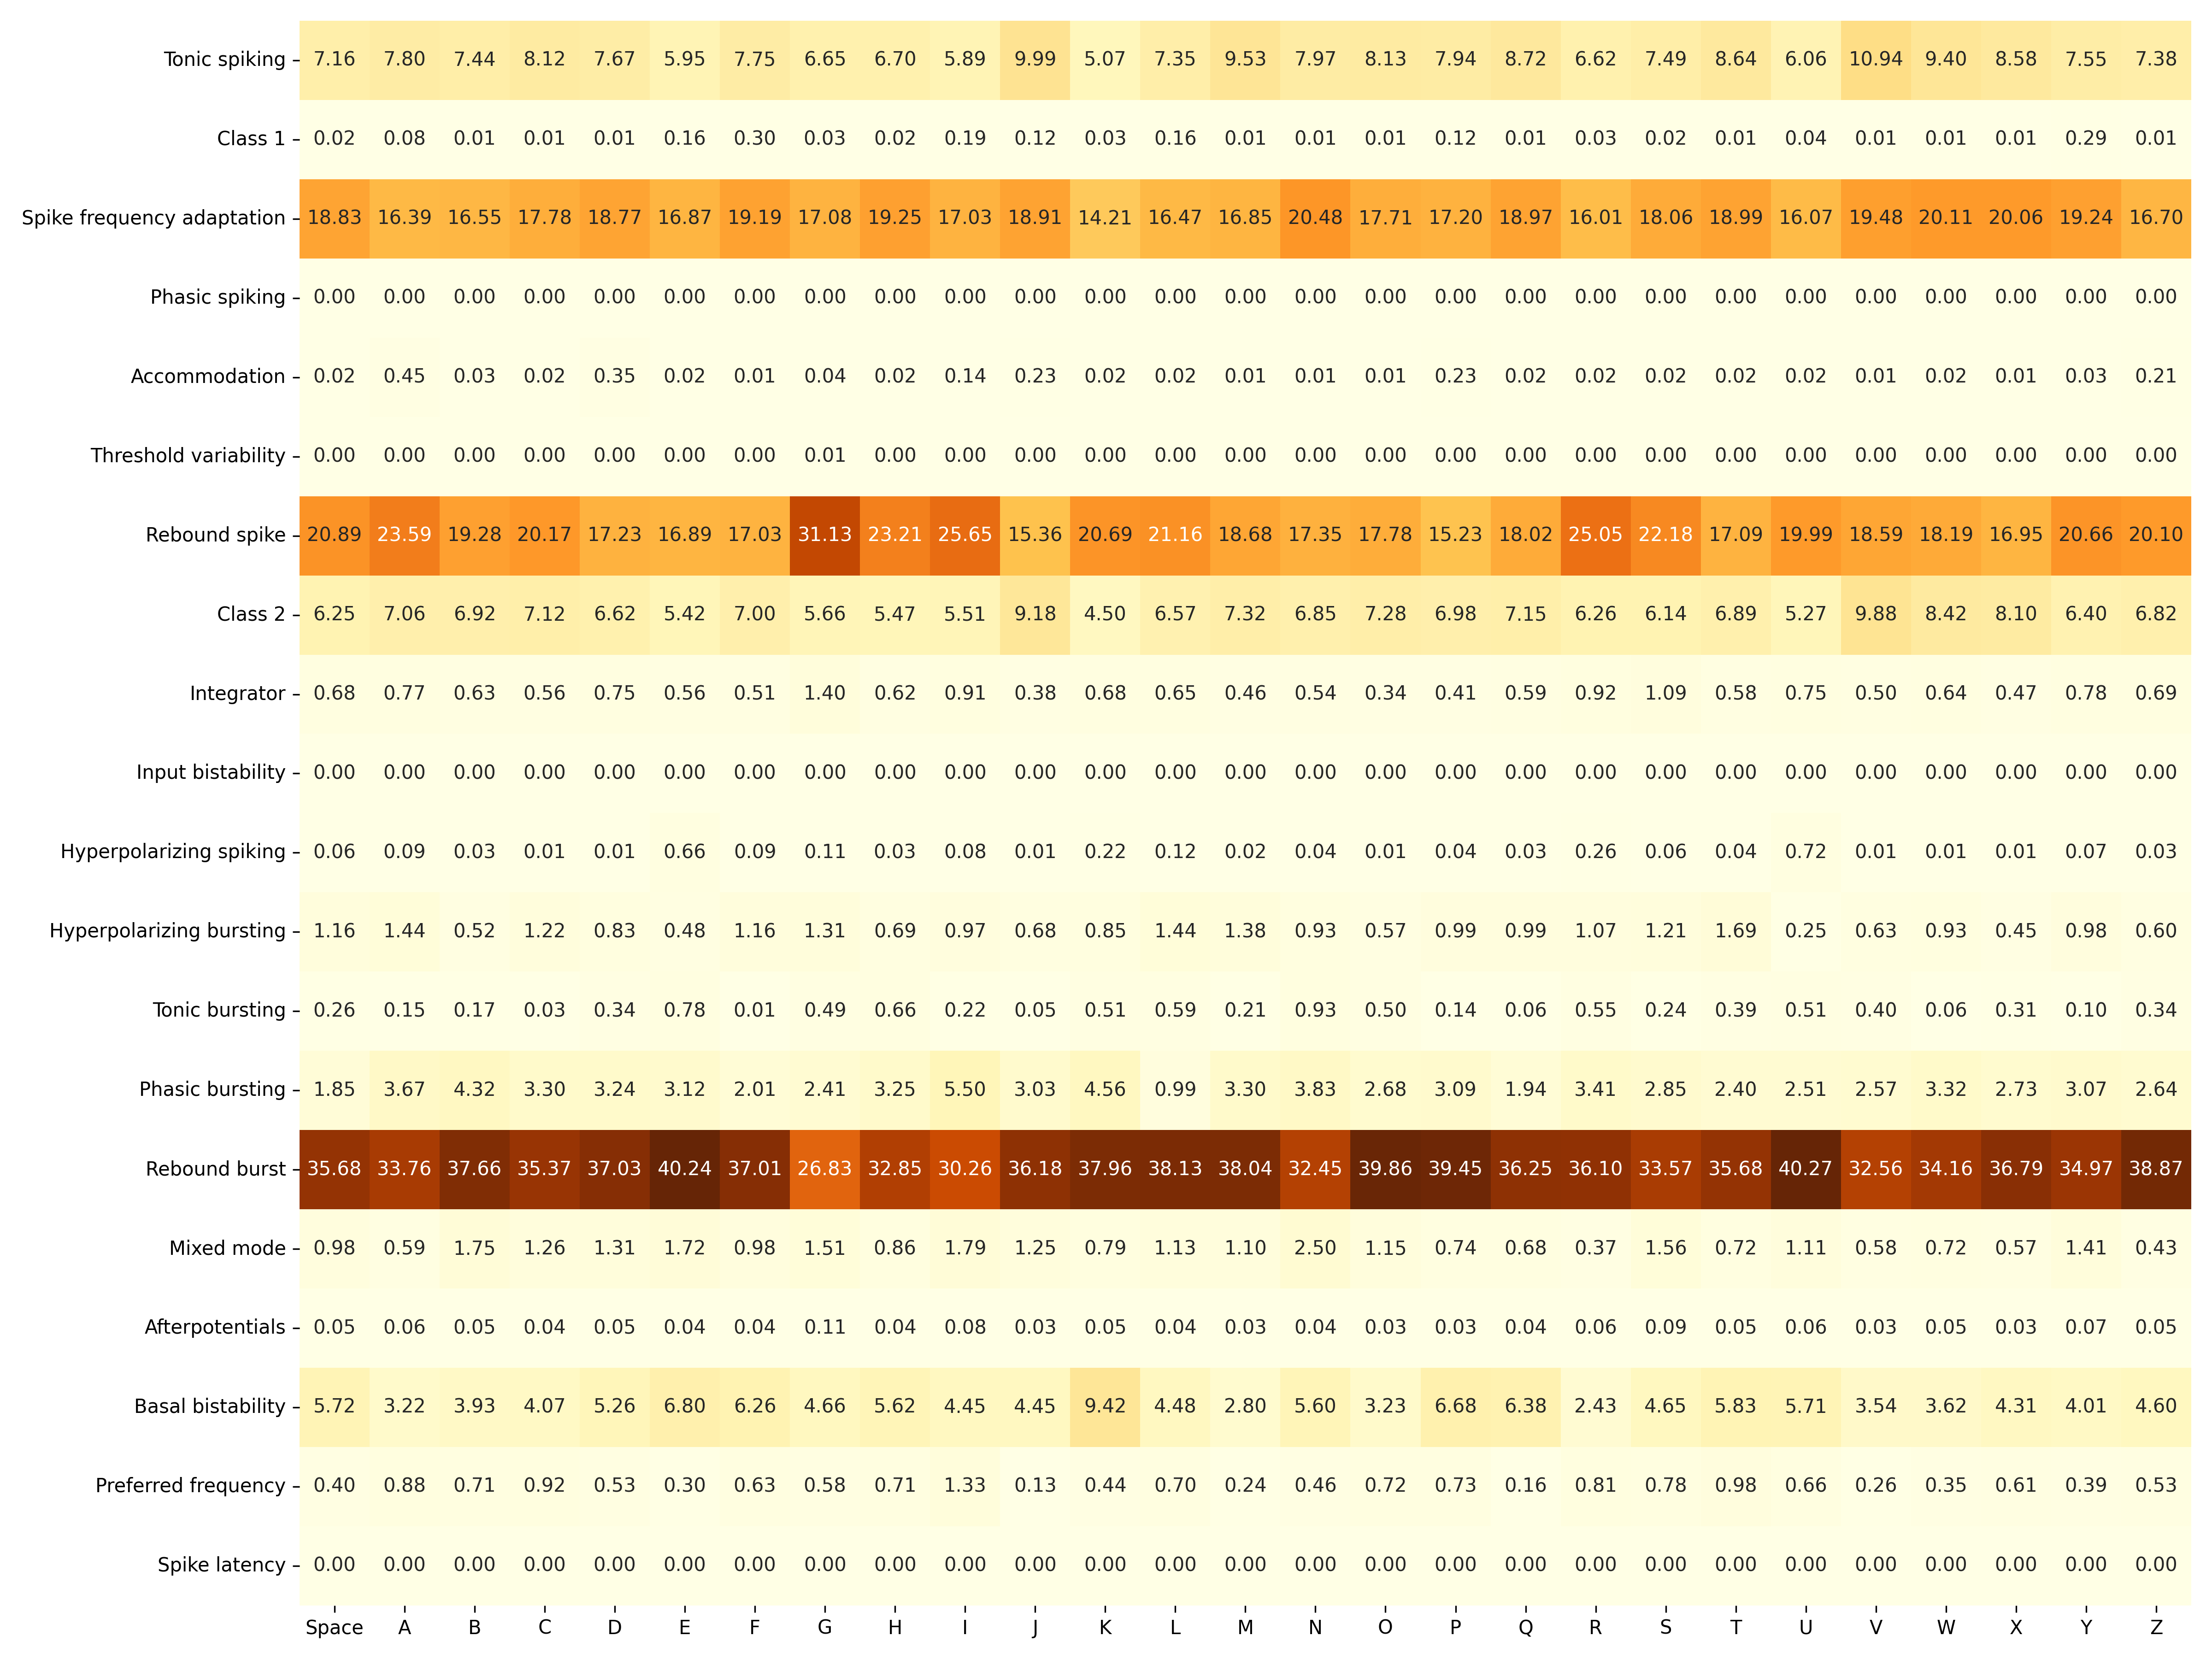 Tonic spiking 7.16 7.80 7.44 8.12 7.67 5.95 7.75 6.65 6.70 5.89 9.99 5.07 7.35 9.53 7.97 8.13 7.94 8.72 6.62 7.49 8.64 6.06 10.94 9.40 8.58 7.55 7.38
Class 1 0.02 0.08 0.01 0.01 0.01 0.16 0.30 0.03 0.02 0.19 0.12 0.03 0.16 0.01 0.01 0.01 0.12 0.01 0.03 0.02 0.01 0.04 0.01 0.01 0.01 0.29 0.01
Spike frequency adaptation 18.83 16.39 16.55 17.78 18.77 16.87 19.19 17.08 19.25 17.03 18.91 14.21 16.47 16.85 20.48 17.71 17.20 18.97 16.01 18.06 18.99 16.07 19.48 20.11 20.06 19.24 16.70
Phasic spiking 0.00 0.00 0.00 0.00 0.00 0.00 0.00 0.00 0.00 0.00 0.00 0.00 0.00 0.00 0.00 0.00 0.00 0.00 0.00 0.00 0.00 0.00 0.00 0.00 0.00 0.00 0.00
Accommodation 0.02 0.45 0.03 0.02 0.35 0.02 0.01 0.04 0.02 0.14 0.23 0.02 0.02 0.01 0.01 0.01 0.23 0.02 0.02 0.02 0.02 0.02 0.01 0.02 0.01 0.03 0.21
Threshold variability 0.00 0.00 0.00 0.00 0.00 0.00 0.00 0.01 0.00 0.00 0.00 0.00 0.00 0.00 0.00 0.00 0.00 0.00 0.00 0.00 0.00 0.00 0.00 0.00 0.00 0.00 0.00
Rebound spike 20.89 23.59 19.28 20.17 17.23 16.89 17.03 31.13 23.21 25.65 15.36 20.69 21.16 18.68 17.35 17.78 15.23 18.02 25.05 22.18 17.09 19.99 18.59 18.19 16.95 20.66 20.10
Class 2 6.25 7.06 6.92 7.12 6.62 5.42 7.00 5.66 5.47 5.51 9.18 4.50 6.57 7.32 6.85 7.28 6.98 7.15 6.26 6.14 6.89 5.27 9.88 8.42 8.10 6.40 6.82
Integrator 0.68 0.77 0.63 0.56 0.75 0.56 0.51 1.40 0.62 0.91 0.38 0.68 0.65 0.46 0.54 0.34 0.41 0.59 0.92 1.09 0.58 0.75 0.50 0.64 0.47 0.78 0.69
Input bistability 0.00 0.00 0.00 0.00 0.00 0.00 0.00 0.00 0.00 0.00 0.00 0.00 0.00 0.00 0.00 0.00 0.00 0.00 0.00 0.00 0.00 0.00 0.00 0.00 0.00 0.00 0.00
Hyperpolarizing spiking 0.06 0.09 0.03 0.01 0.01 0.66 0.09 0.11 0.03 0.08 0.01 0.22 0.12 0.02 0.04 0.01 0.04 0.03 0.26 0.06 0.04 0.72 0.01 0.01 0.01 0.07 0.03
Hyperpolarizing bursting 1.16 1.44 0.52 1.22 0.83 0.48 1.16 1.31 0.69 0.97 0.68 0.85 1.44 1.38 0.93 0.57 0.99 0.99 1.07 1.21 1.69 0.25 0.63 0.93 0.45 0.98 0.60
Tonic bursting 0.26 0.15 0.17 0.03 0.34 0.78 0.01 0.49 0.66 0.22 0.05 0.51 0.59 0.21 0.93 0.50 0.14 0.06 0.55 0.24 0.39 0.51 0.40 0.06 0.31 0.10 0.34
Phasic bursting 1.85 3.67 4.32 3.30 3.24 3.12 2.01 2.41 3.25 5.50 3.03 4.56 0.99 3.30 3.83 2.68 3.09 1.94 3.41 2.85 2.40 2.51 2.57 3.32 2.73 3.07 2.64
Rebound burst 35.68 33.76 37.66 35.37 37.03 40.24 37.01 26.83 32.85 30.26 36.18 37.96 38.13 38.04 32.45 39.86 39.45 36.25 36.10 33.57 35.68 40.27 32.56 34.16 36.79 34.97 38.87
Mixed mode 0.98 0.59 1.75 1.26 1.31 1.72 0.98 1.51 0.86 1.79 1.25 0.79 1.13 1.10 2.50 1.15 0.74 0.68 0.37 1.56 0.72 1.11 0.58 0.72 0.57 1.41 0.43
Afterpotentials 0.05 0.06 0.05 0.04 0.05 0.04 0.04 0.11 0.04 0.08 0.03 0.05 0.04 0.03 0.04 0.03 0.03 0.04 0.06 0.09 0.05 0.06 0.03 0.05 0.03 0.07 0.05
Basal bistability 5.72 3.22 3.93 4.07 5.26 6.80 6.26 4.66 5.62 4.45 4.45 9.42 4.48 2.80 5.60 3.23 6.68 6.38 2.43 4.65 5.83 5.71 3.54 3.62 4.31 4.01 4.60
Preferred frequency 0.40 0.88 0.71 0.92 0.53 0.30 0.63 0.58 0.71 1.33 0.13 0.44 0.70 0.24 0.46 0.72 0.73 0.16 0.81 0.78 0.98 0.66 0.26 0.35 0.61 0.39 0.53
Spike latency 0.00 0.00 0.00 0.00 0.00 0.00 0.00 0.00 0.00 0.00 0.00 0.00 0.00 0.00 0.00 0.00 0.00 0.00 0.00 0.00 0.00 0.00 0.00 0.00 0.00 0.00 0.00
Space A B C D E F G H I J K L M N O P Q R S T U V W X Y Z